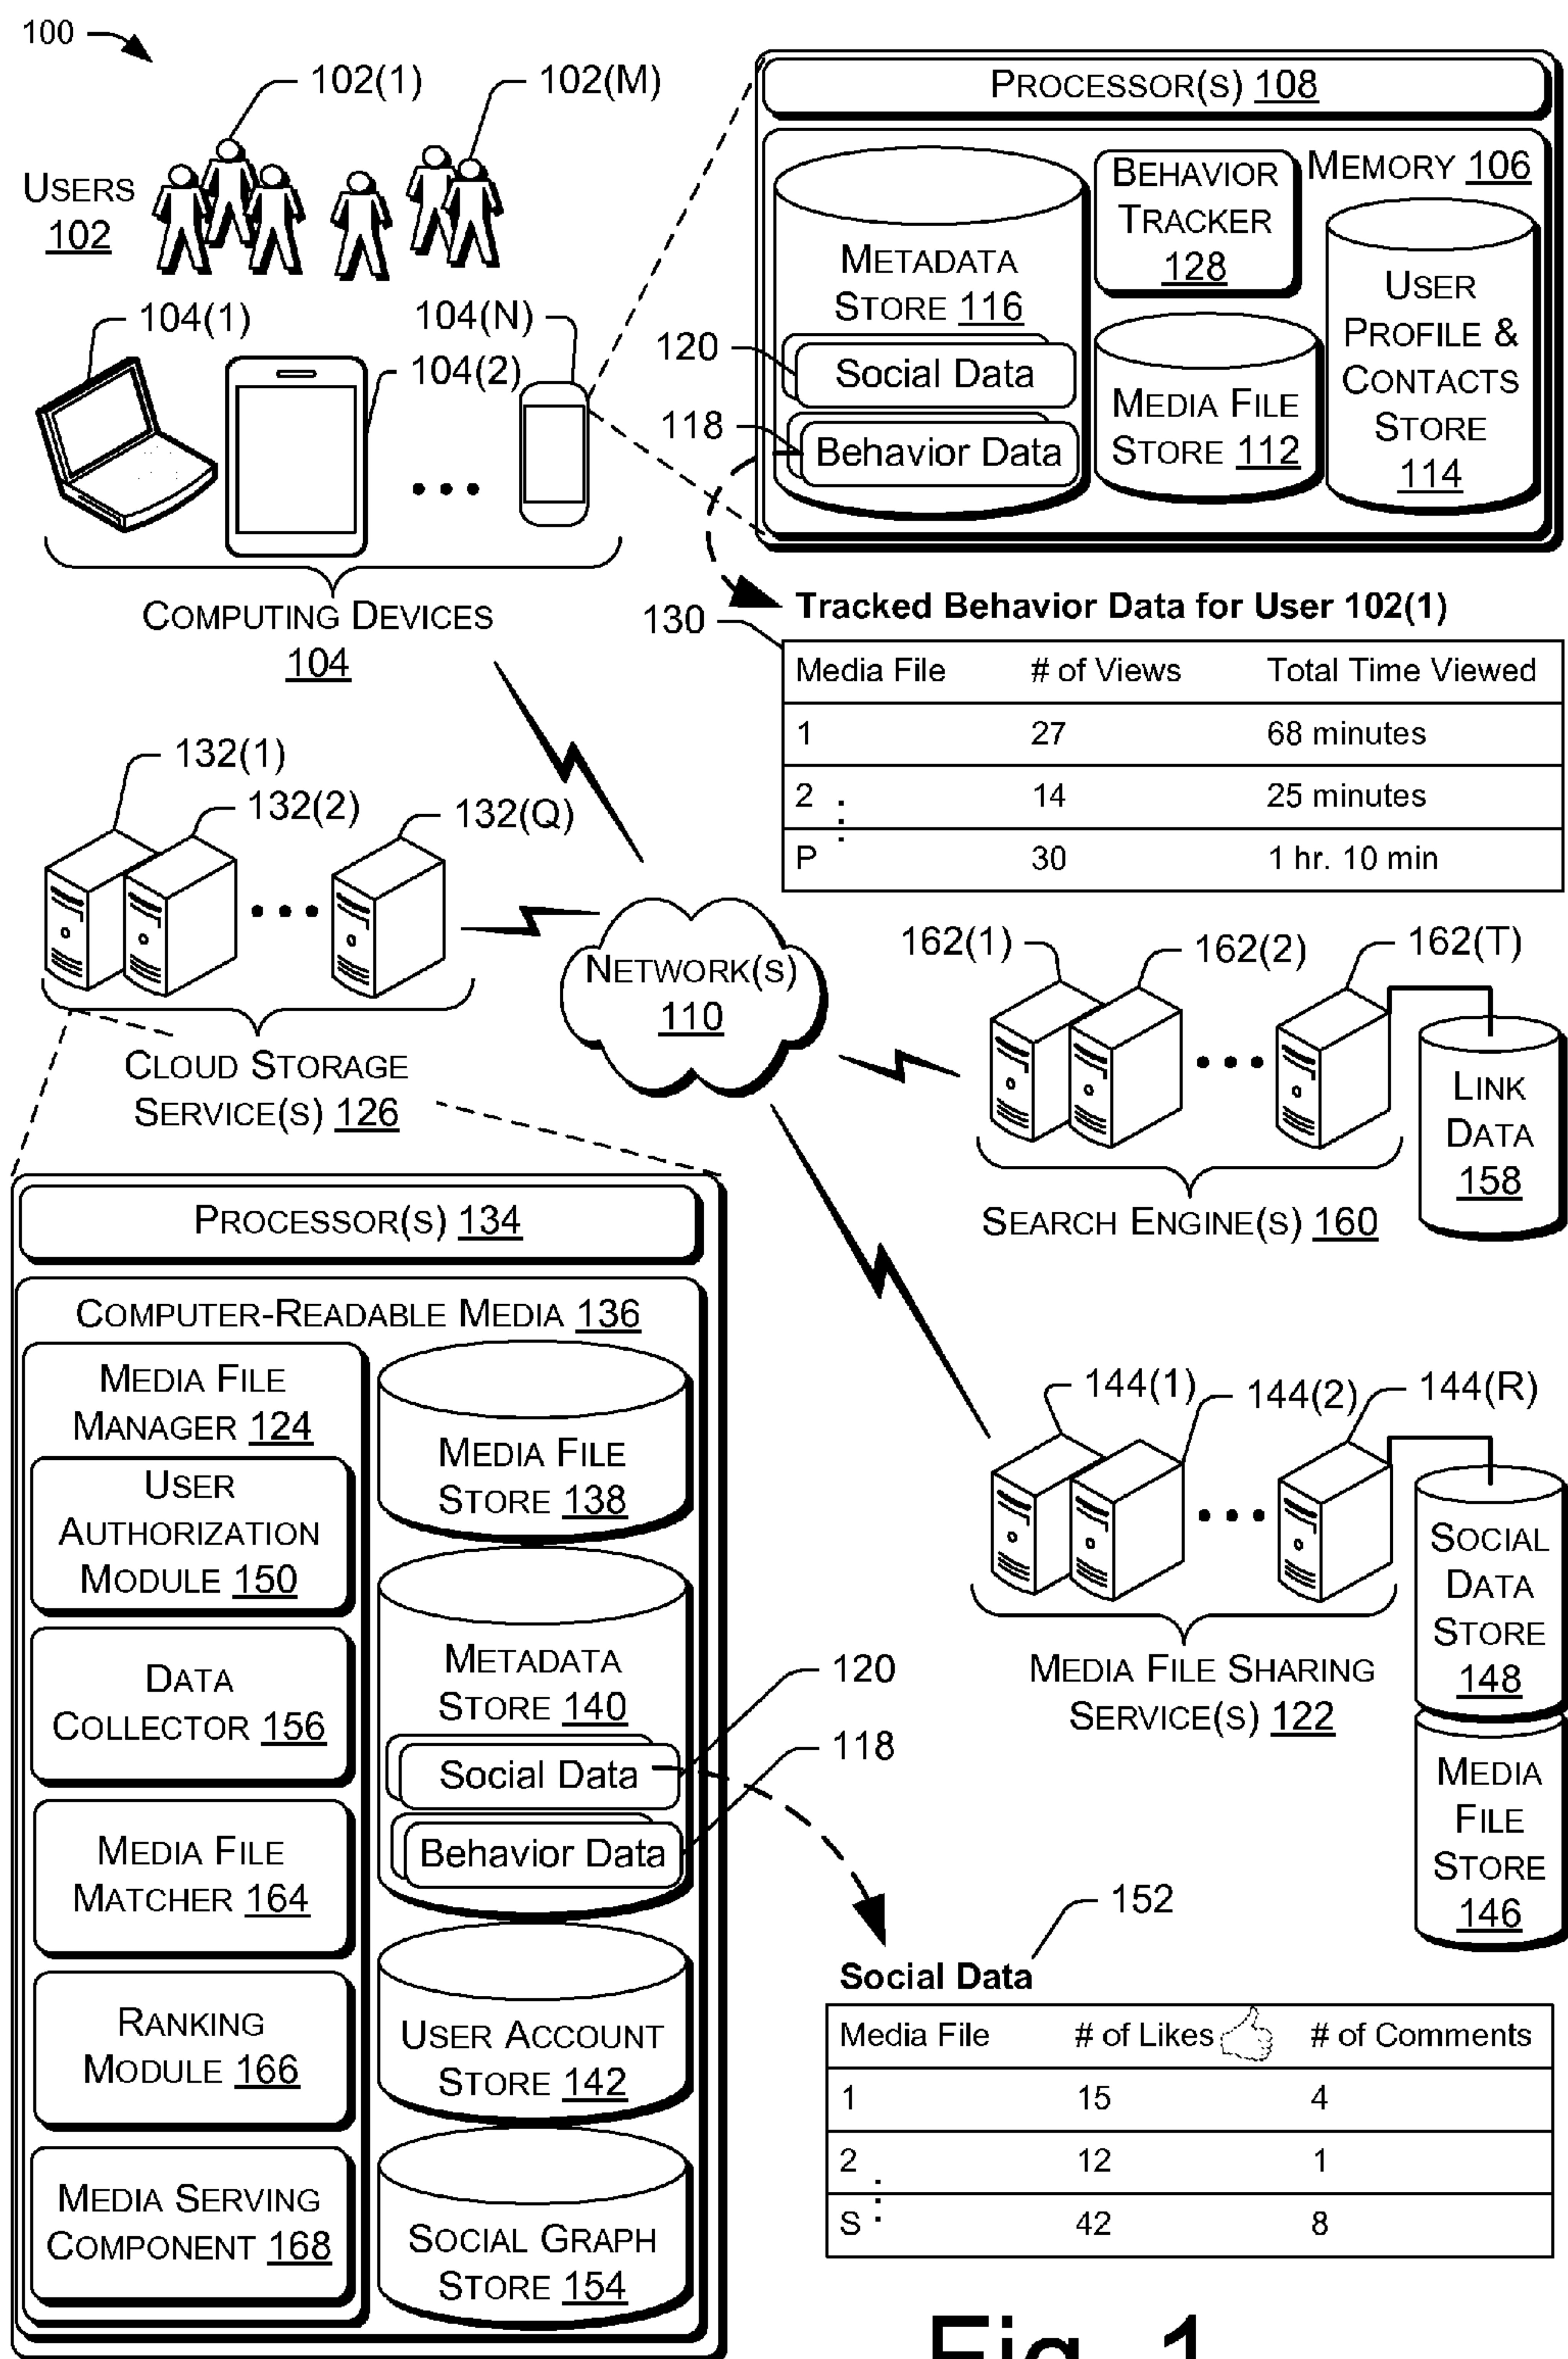 100
102(1)
102(M)
USERS
102
104(1)
104(2)
104(N)
COMPUTING DEVICES
104
PROCESSOR(S) 108
MEMORY 106
METADATA
STORE 116
120
Social Data
118
Behavior Data
BEHAVIOR
TRACKER
128
MEDIA FILE
STORE 112
USER
PROFILE &
CONTACTS
STORE
114
130
Tracked Behavior Data for User 102(1)
Media File # of Views Total Time Viewed
1 27 68 minutes
2 14 25 minutes
P 30 1 hr. 10 min
132(1)
132(2)
132(Q)
CLOUD STORAGE
SERVICE(S) 126
NETWORK(S)
110
162(1)
162(2)
162(T)
SEARCH ENGINE(S) 160
LINK
DATA
158
144(1)
144(2)
144(R)
MEDIA FILE SHARING
SERVICE(S) 122
SOCIAL
DATA
STORE
148
MEDIA
FILE
STORE
146
PROCESSOR(S) 134
COMPUTER-READABLE MEDIA 136
MEDIA FILE
MANAGER 124
USER
AUTHORIZATION
MODULE 150
DATA
COLLECTOR 156
MEDIA FILE
MATCHER 164
RANKING
MODULE 166
MEDIA SERVING
COMPONENT 168
MEDIA FILE
STORE 138
METADATA
STORE 140
120
Social Data
118
Behavior Data
USER ACCOUNT
STORE 142
SOCIAL GRAPH
STORE 154
152
Social Data
Media File # of Likes # of Comments
1 15 4
2 12 1
S 42 8
Fig. 1